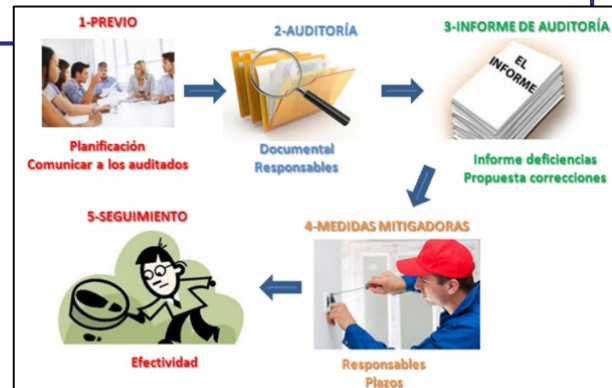 1-PREVIO
Planificación
Comunicar a los auditados
2-AUDITORÍA
Documental
Responsables
3-INFORME DE AUDITORÍA
EL
INFORME
Informe deficiencias
Propuesta correcciones
4-MEDIDAS MITIGADORAS
Responsables
Plazos
5-SEGUIMIENTO
Efectividad